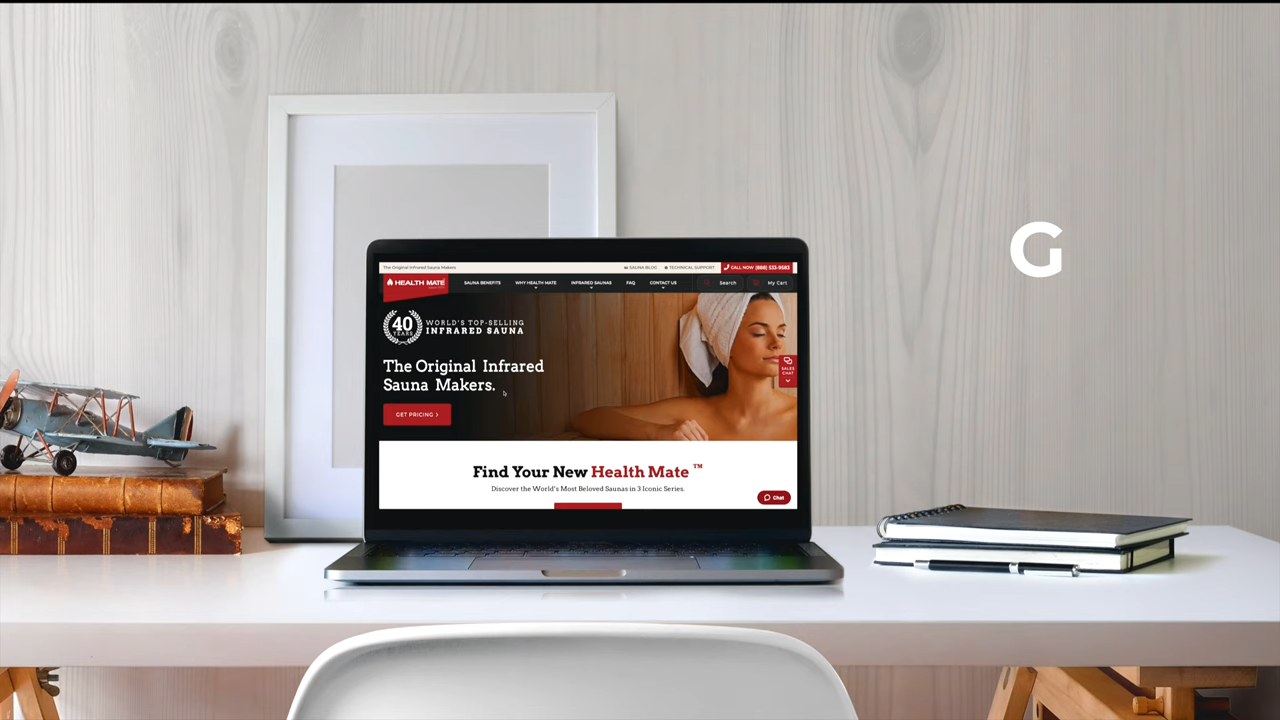 G
The Original Infrared Sauna Makers
SAUNA BLOG
TECHNICAL SUPPORT
CALL NOW (888) 533-9583
HEALTH MATE
SAUNA BENEFITS
WHY HEALTH MATE
INFRARED SAUNAS
FAQ
CONTACT US
Search
My Cart
40
YEARS
WORLD'S TOP-SELLING
INFRARED SAUNA
The Original Infrared
Sauna Makers.
GET PRICING >
SALES
CHAT
Find Your New Health Mate ™
Discover the World's Most Beloved Saunas in 3 Iconic Series.
Chat